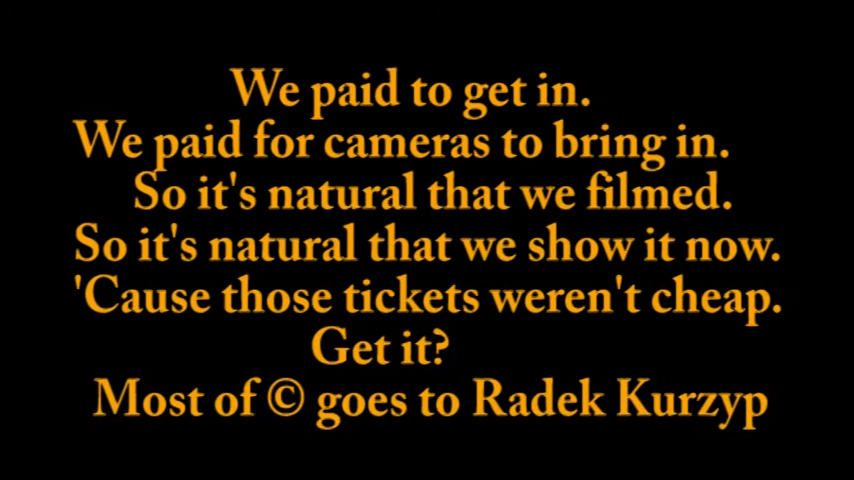 We paid to get in.
We paid for cameras to bring in.
So it's natural that we filmed.
So it's natural that we show it now.
'Cause those tickets weren't cheap.
Get it?
Most of © goes to Radek Kurzyp